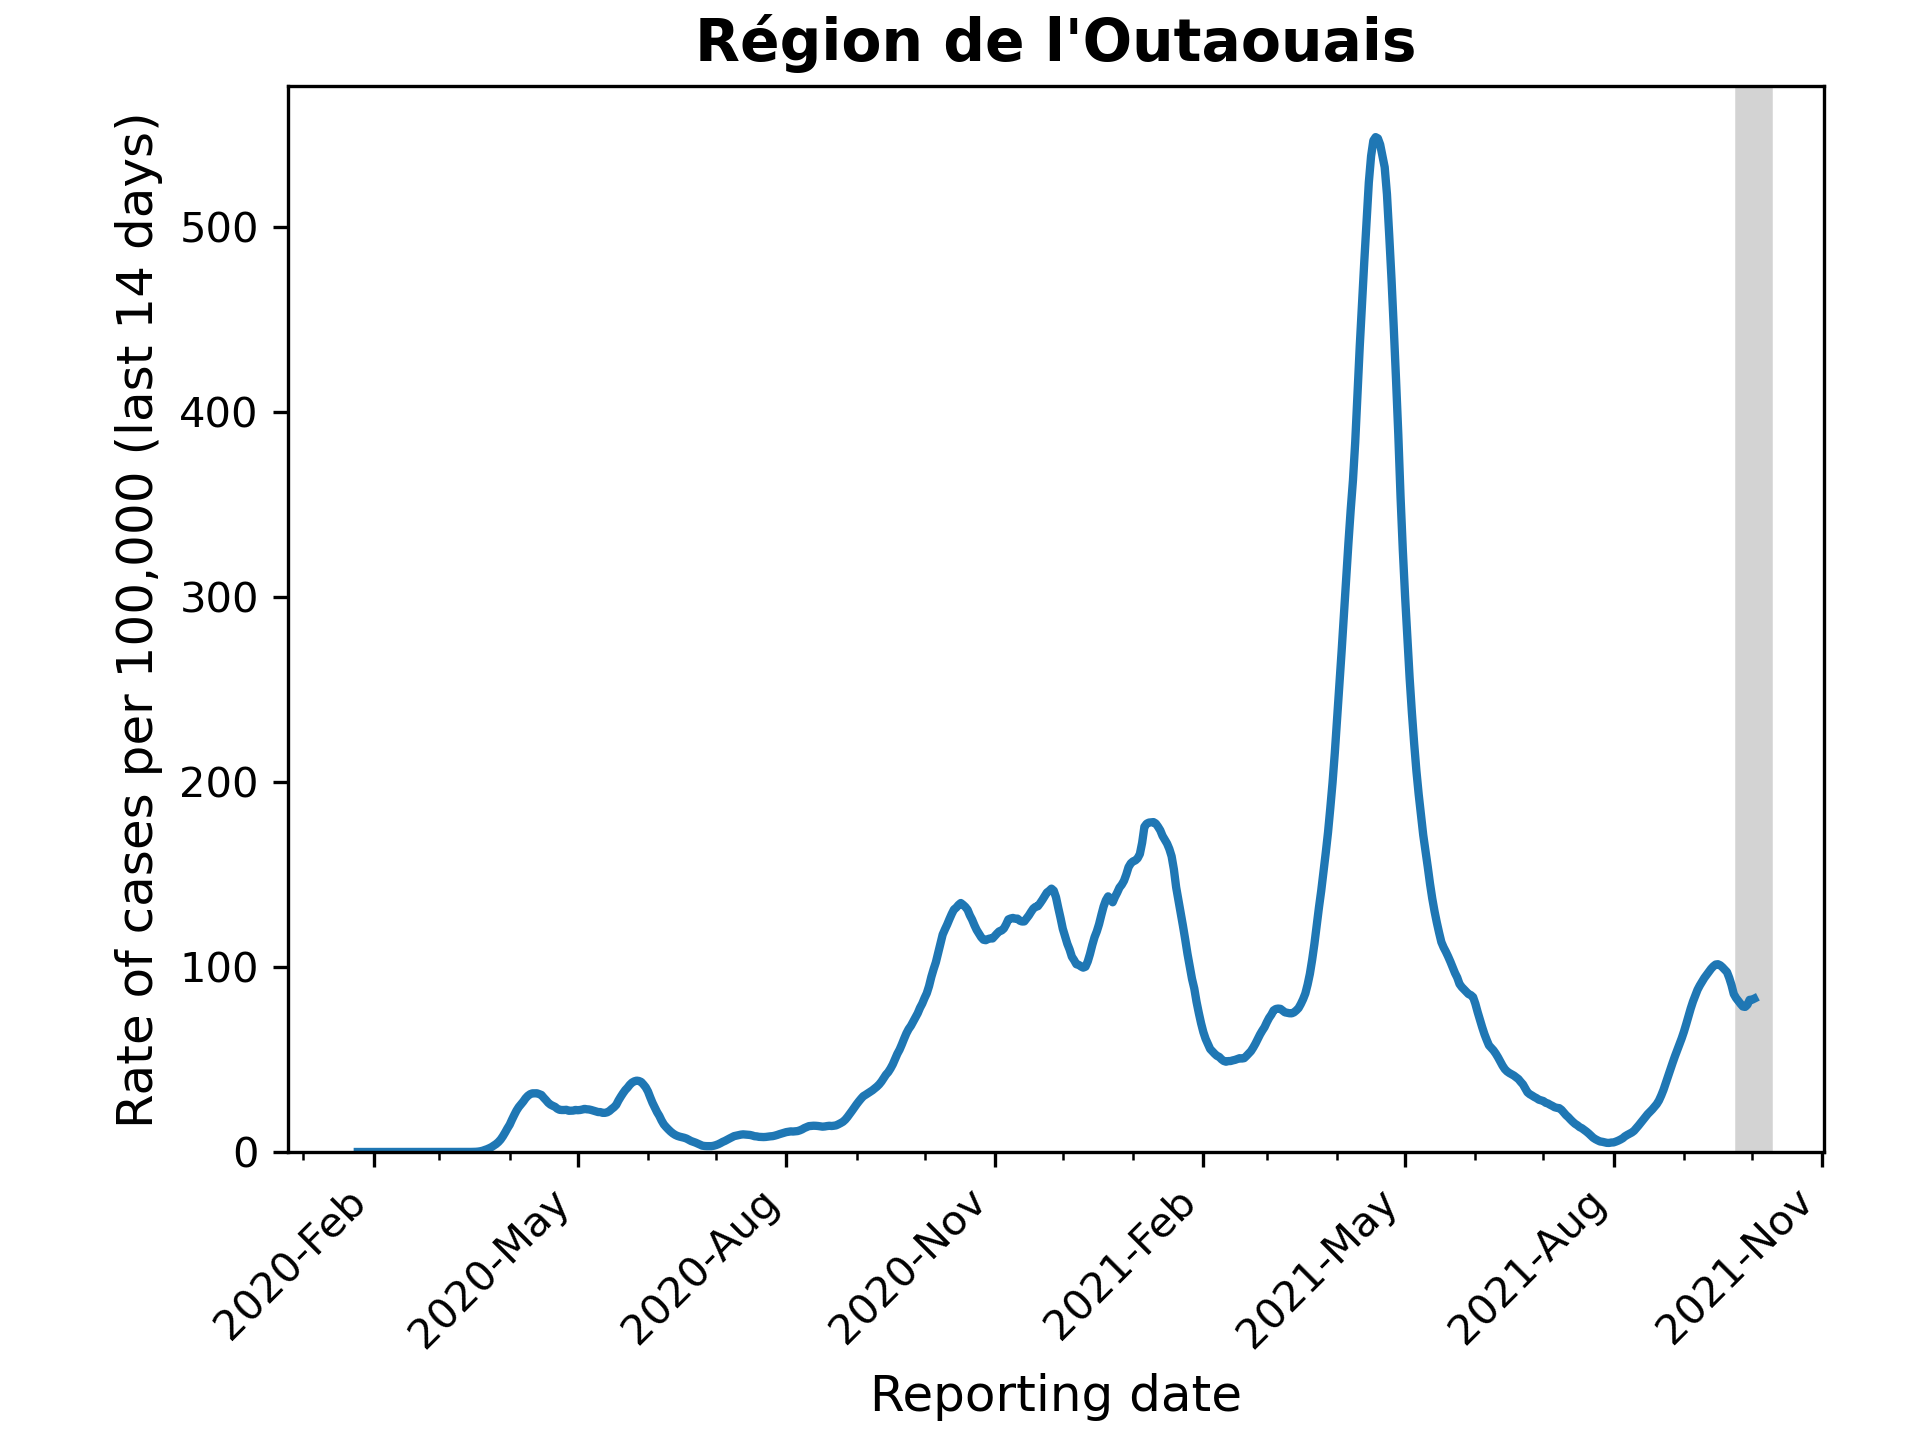 Région de l'Outaouais
Rate of cases per 100,000 (last 14 days)
500
400
300
200
100
0
2020-Feb
2020-May
2020-Aug
2020-Nov
2021-Feb
2021-May
2021-Aug
2021-Nov
Reporting date